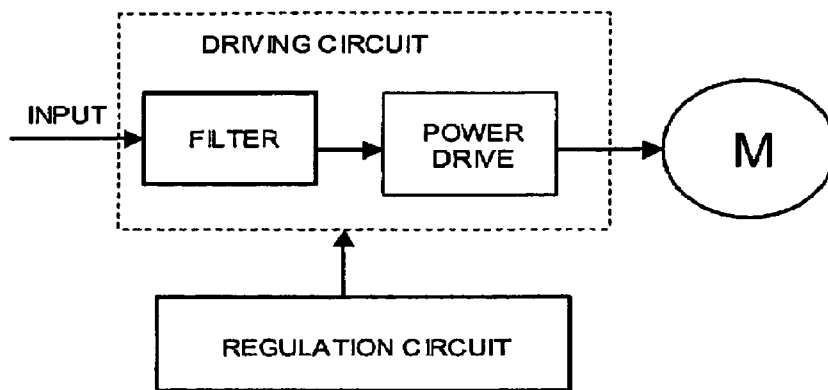 DRIVING CIRCUIT
INPUT
FILTER
POWER
DRIVE
M
REGULATION CIRCUIT